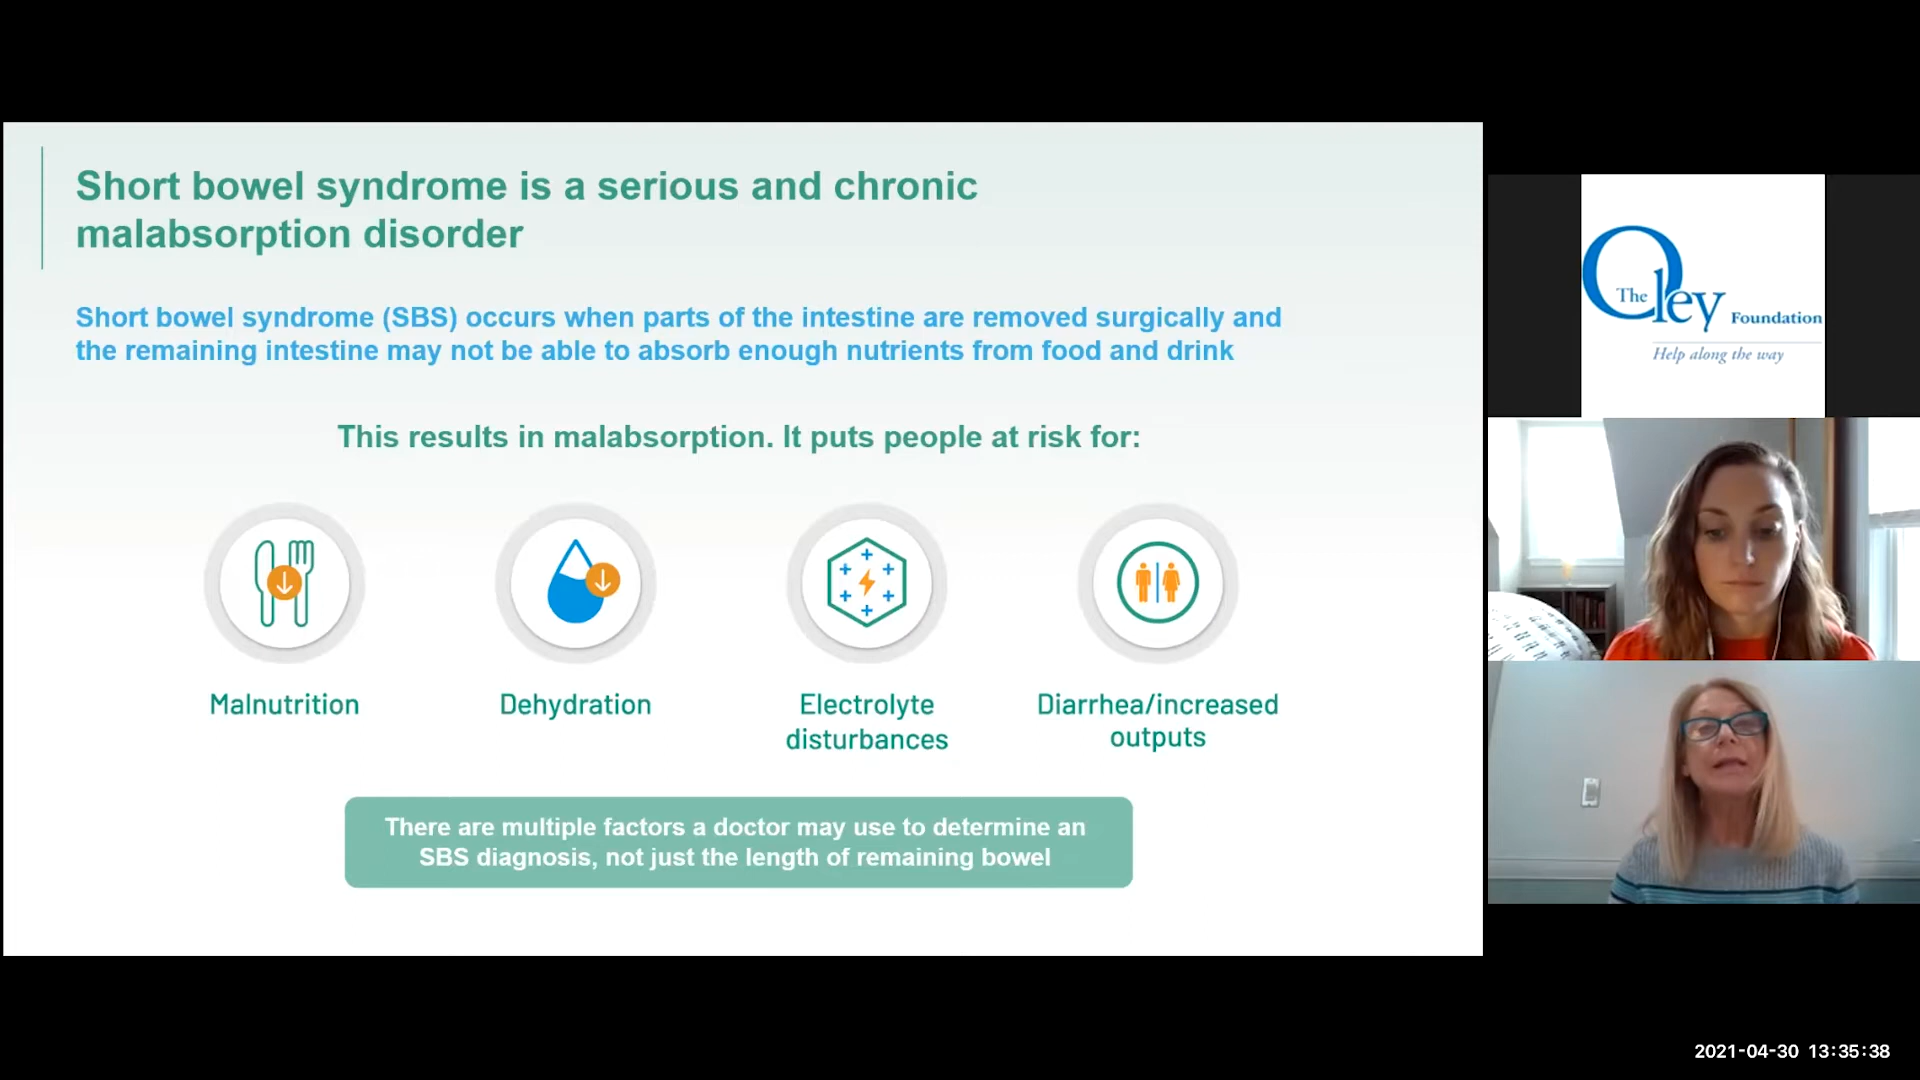 Short bowel syndrome is a serious and chronic
malabsorption disorder
Short bowel syndrome (SBS) occurs when parts of the intestine are removed surgically and
the remaining intestine may not be able to absorb enough nutrients from food and drink
This results in malabsorption. It puts people at risk for:
Malnutrition
Dehydration
Electrolyte
disturbances
Diarrhea/increased
outputs
There are multiple factors a doctor may use to determine an
SBS diagnosis, not just the length of remaining bowel
The Oley Foundation
Help along the way
2021-04-30 13:35:38